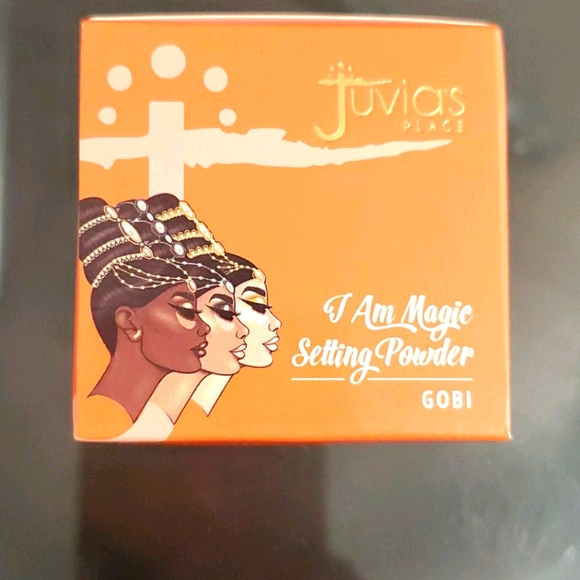 Juvia's
PLACE
I Am Magic
Setting Powder
GOBI